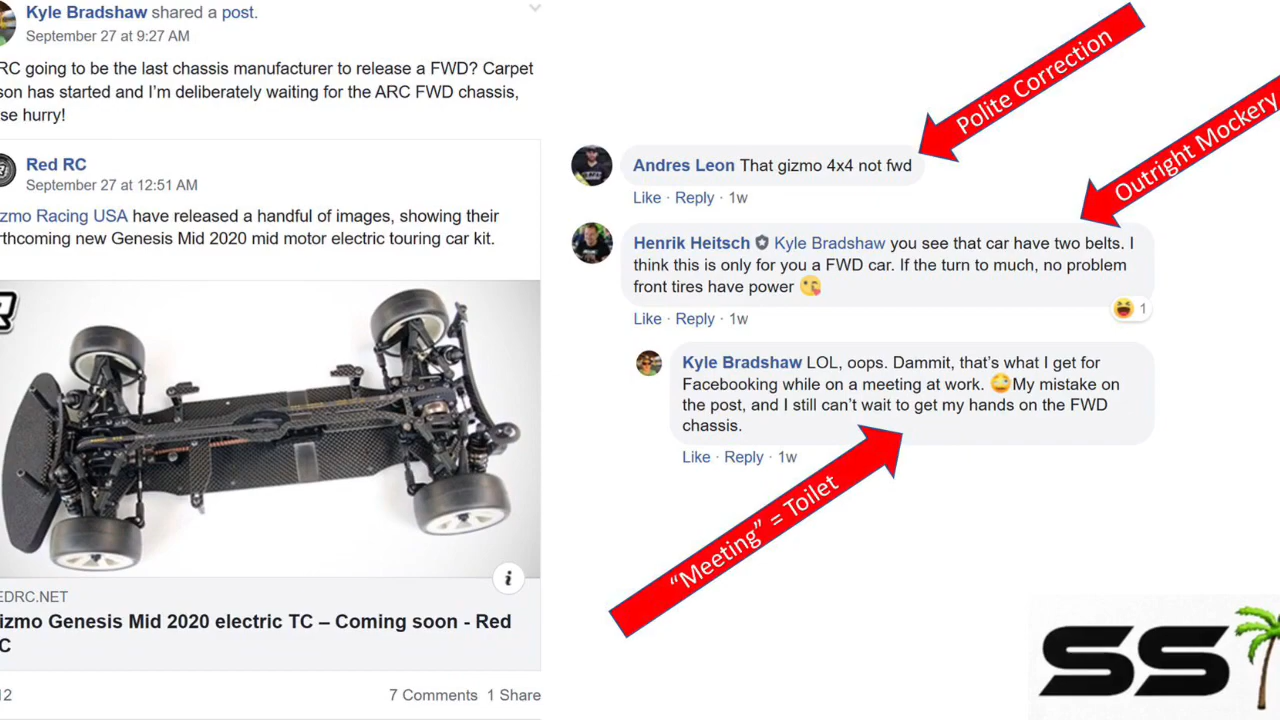 Kyle Bradshaw shared a post.
September 27 at 9:27 AM
RC going to be the last chassis manufacturer to release a FWD? Carpet
son has started and I'm deliberately waiting for the ARC FWD chassis,
se hurry!
Red RC
September 27 at 12:51 AM
zmo Racing USA have released a handful of images, showing their
rthcoming new Genesis Mid 2020 mid motor electric touring car kit.
R
EDRC.NET
izmo Genesis Mid 2020 electric TC – Coming soon - Red
C
12
7 Comments 1 Share
Polite Correction
Outright Mockery
Andres Leon That gizmo 4x4 not fwd
Like · Reply · 1w
Henrik Heitsch Kyle Bradshaw you see that car have two belts. I
think this is only for you a FWD car. If the turn to much, no problem
front tires have power
1
Like · Reply · 1w
Kyle Bradshaw LOL, oops. Dammit, that's what I get for
Facebooking while on a meeting at work. My mistake on
the post, and I still can't wait to get my hands on the FWD
chassis.
Like · Reply · 1w
“Meeting” = Toilet
SS